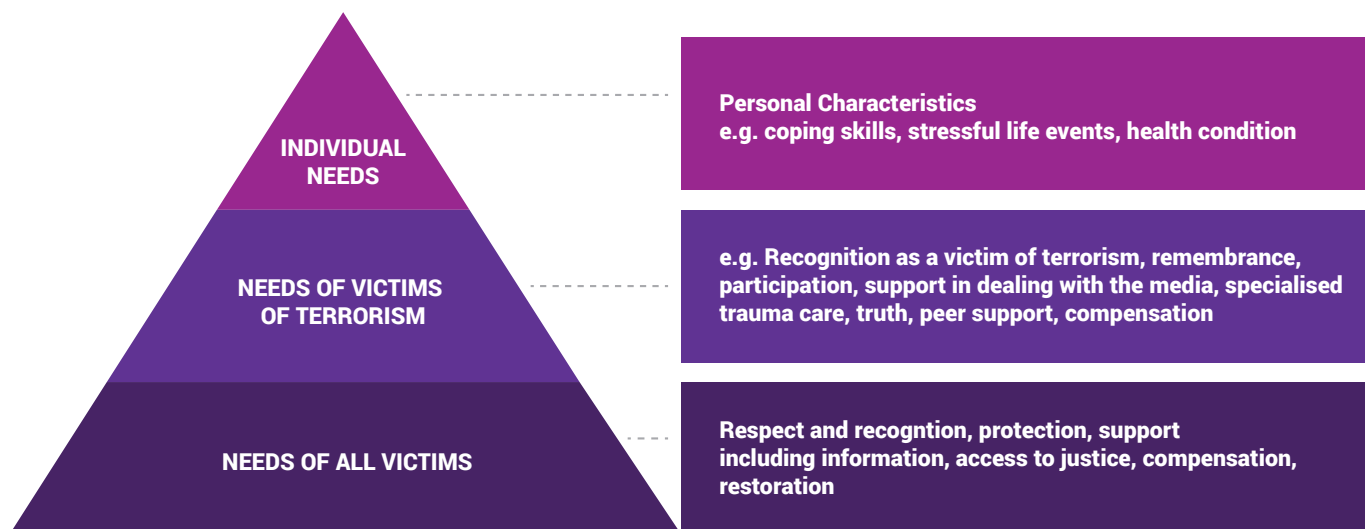 INDIVIDUAL
NEEDS
Personal Characteristics
e.g. coping skills, stressful life events, health condition
NEEDS OF VICTIMS
OF TERRORISM
e.g. Recognition as a victim of terrorism, remembrance,
participation, support in dealing with the media, specialised
trauma care, truth, peer support, compensation
NEEDS OF ALL VICTIMS
Respect and recogntion, protection, support
including information, access to justice, compensation,
restoration